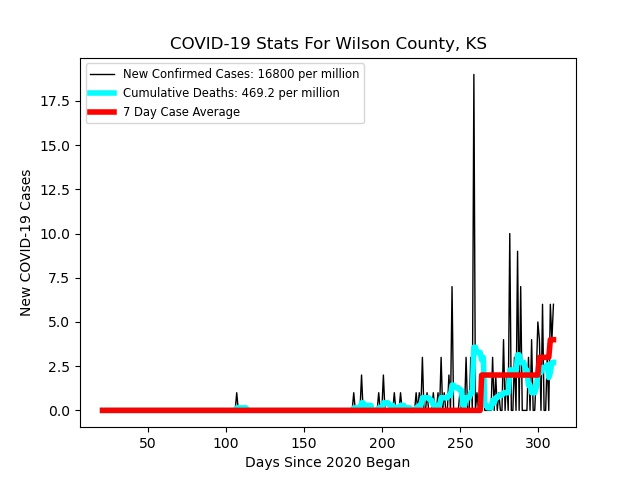 COVID-19 Stats For Wilson County, KS
New Confirmed Cases: 16800 per million
Cumulative Deaths: 469.2 per million
7 Day Case Average
17.5
15.0
12.5
10.0
7.5
5.0
2.5
0.0
New COVID-19 Cases
50
100
150
200
250
300
Days Since 2020 Began